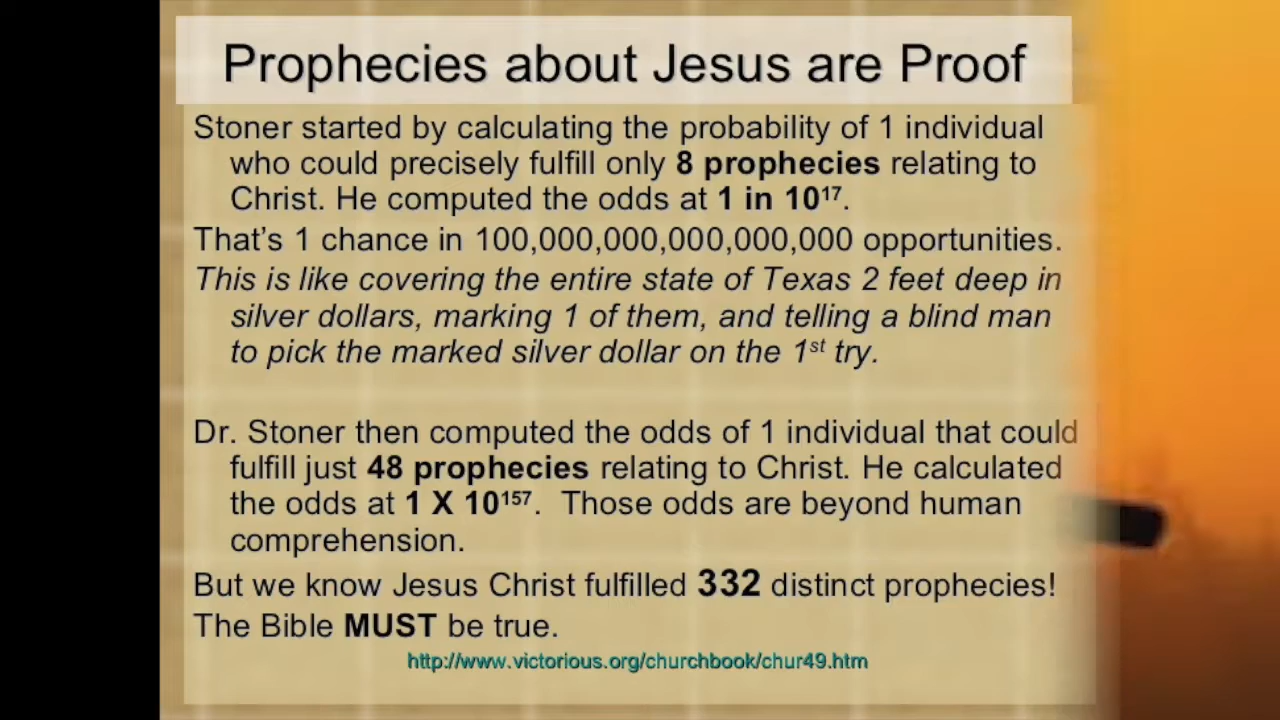 Prophecies about Jesus are Proof
Stoner started by calculating the probability of 1 individual
who could precisely fulfill only 8 prophecies relating to
Christ. He computed the odds at 1 in 10¹⁷.
That's 1 chance in 100,000,000,000,000,000 opportunities.
This is like covering the entire state of Texas 2 feet deep in
silver dollars, marking 1 of them, and telling a blind man
to pick the marked silver dollar on the 1st try.
Dr. Stoner then computed the odds of 1 individual that could
fulfill just 48 prophecies relating to Christ. He calculated
the odds at 1 X 10¹⁵⁷. Those odds are beyond human
comprehension.
But we know Jesus Christ fulfilled 332 distinct prophecies!
The Bible MUST be true.
http://www.victorious.org/churchbook/chur49.htm